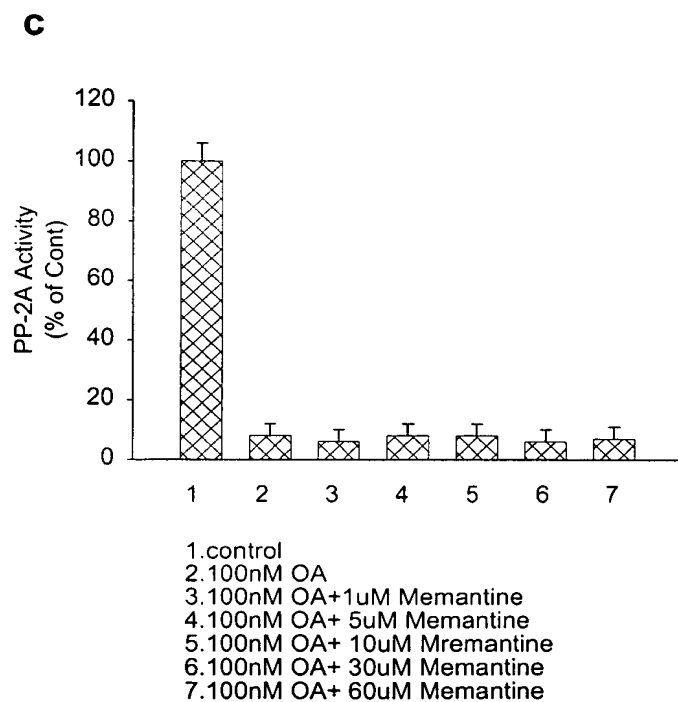 c
120
100
80
60
40
20
0
PP-2A Activity
(% of Cont)
1 2 3 4 5 6 7
1.control
2.100nM OA
3.100nM OA+1uM Memantine
4.100nM OA+ 5uM Memantine
5.100nM OA+ 10uM Mremantine
6.100nM OA+ 30uM Memantine
7.100nM OA+ 60uM Memantine